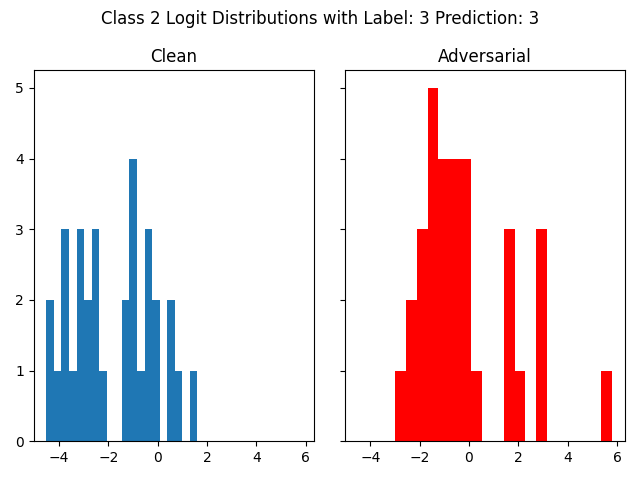 Class 2 Logit Distributions with Label: 3 Prediction: 3
Clean
Adversarial
5
4
3
2
1
0
−4 −2 0 2 4 6
−4 −2 0 2 4 6